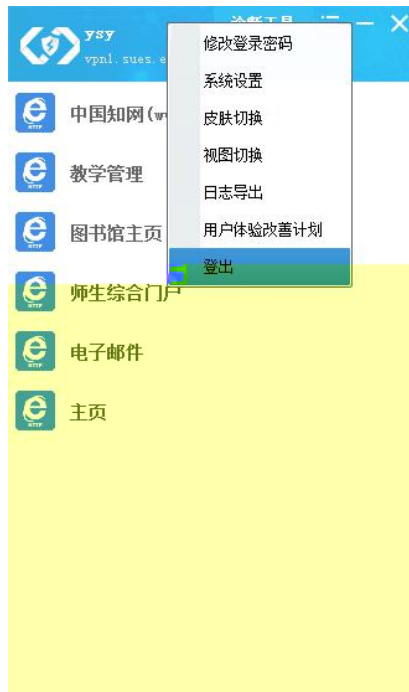 ysy
vpn1.sues.e
修改登录密码
系统设置
皮肤切换
视图切换
日志导出
用户体验改善计划
登出
中国知网(w
教学管理
图书馆主页
师生综合门户
电子邮件
主页